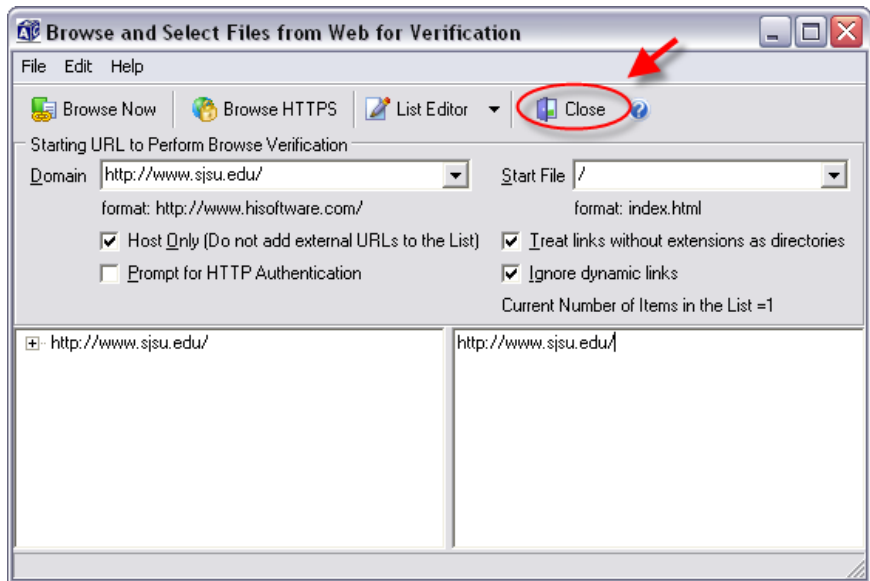 Browse and Select Files from Web for Verification
File Edit Help
Browse Now Browse HTTPS List Editor Close ?
Starting URL to Perform Browse Verification
Domain http://www.sjsu.edu/ Start File /
format: http://www.hisoftware.com/ format: index.html
Host Only (Do not add external URLs to the List) Treat links without extensions as directories
Prompt for HTTP Authentication Ignore dynamic links
Current Number of Items in the List =1
http://www.sjsu.edu/ http://www.sjsu.edu/